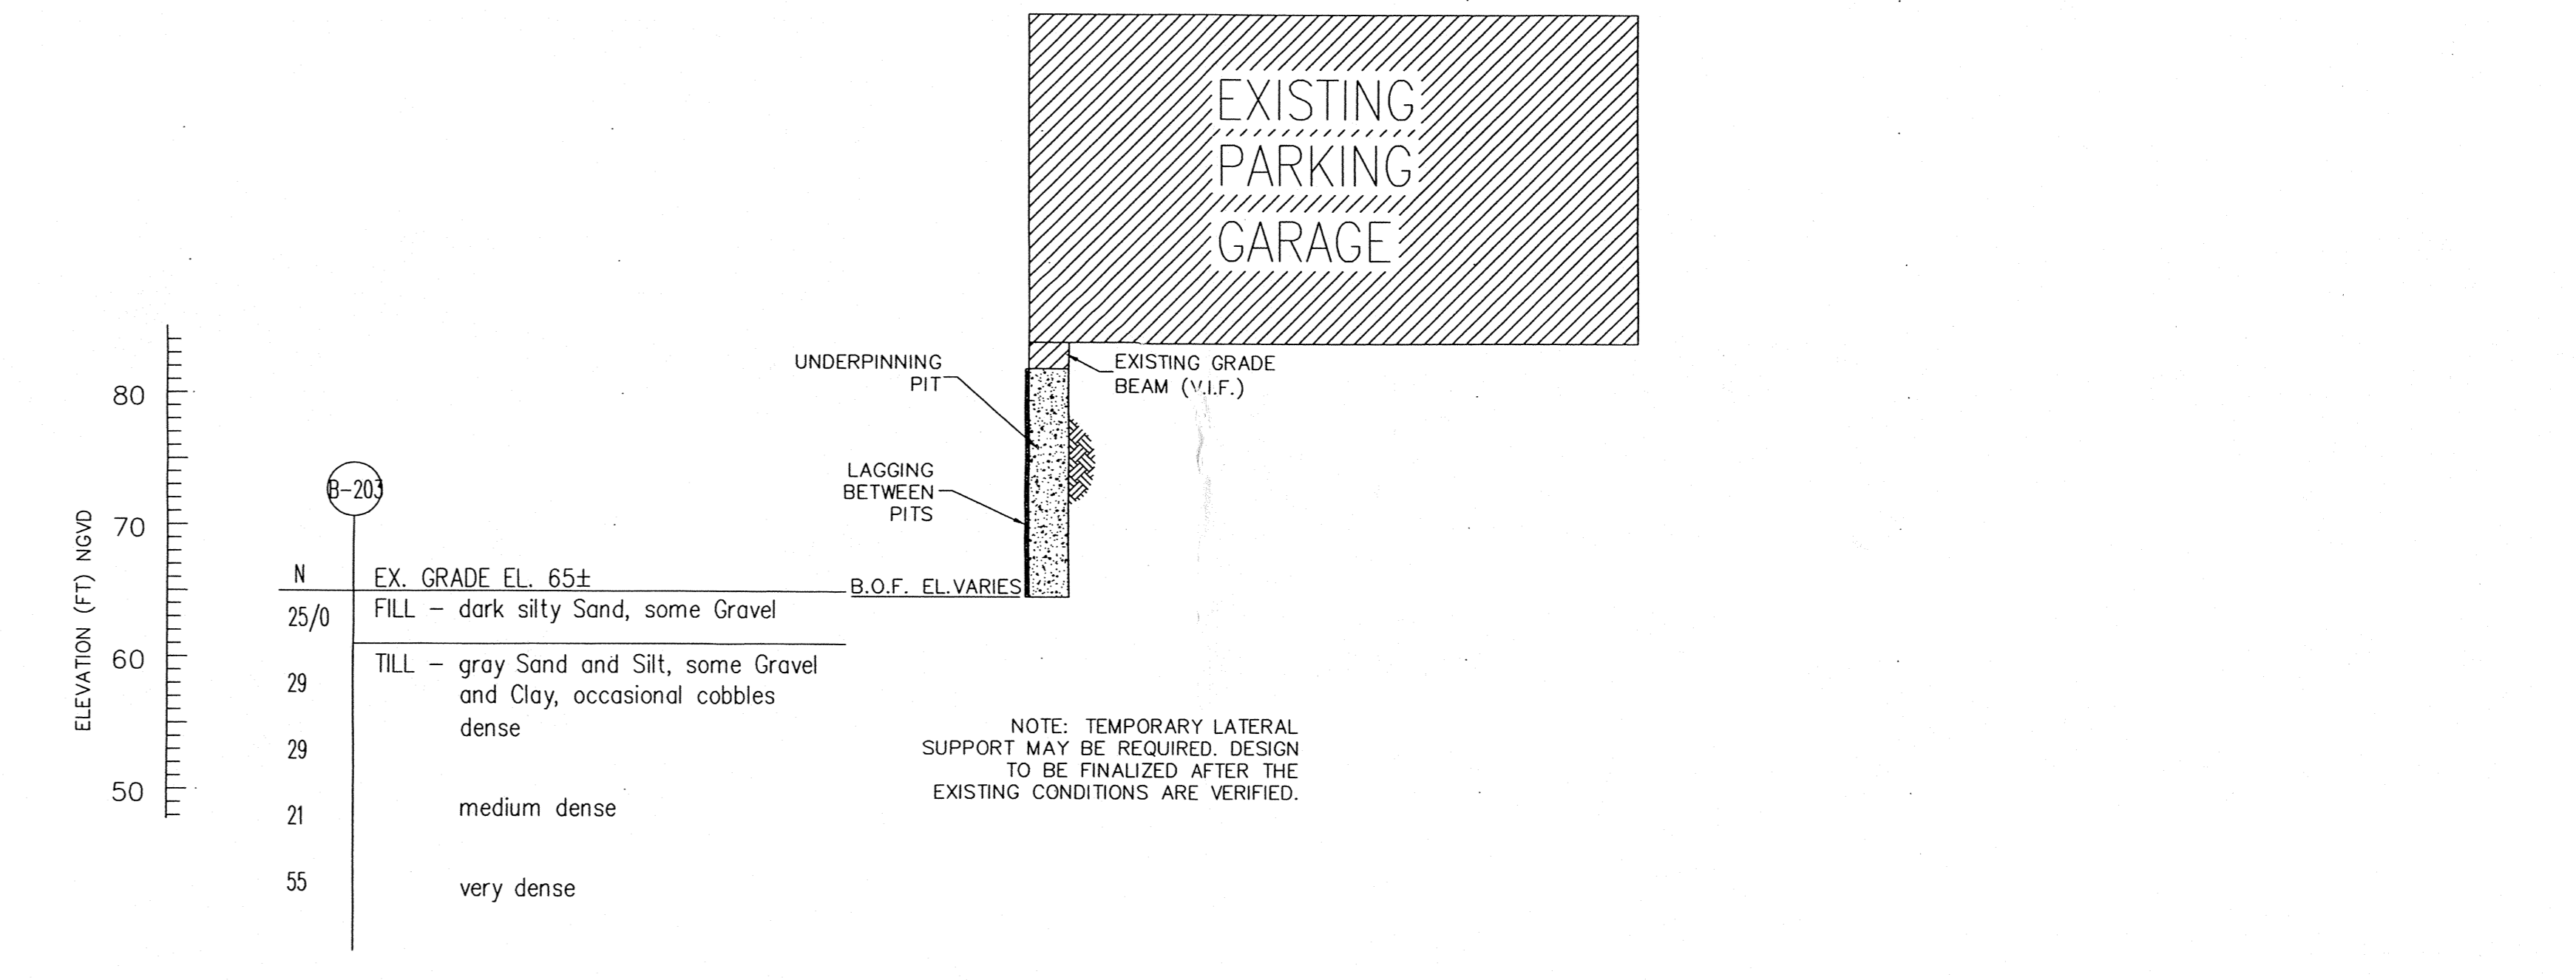 EXISTING
PARKING
GARAGE
UNDERPINNING
PIT
EXISTING GRADE
BEAM (V.I.F.)
LAGGING
BETWEEN
PITS
B.O.F. EL.VARIES
ELEVATION (FT) NGVD
80
70
60
50
B-203
N
EX. GRADE EL. 65±
25/0
FILL – dark silty Sand, some Gravel
TILL – gray Sand and Silt, some Gravel
29
and Clay, occasional cobbles
dense
29
21
medium dense
55
very dense
NOTE: TEMPORARY LATERAL
SUPPORT MAY BE REQUIRED. DESIGN
TO BE FINALIZED AFTER THE
EXISTING CONDITIONS ARE VERIFIED.